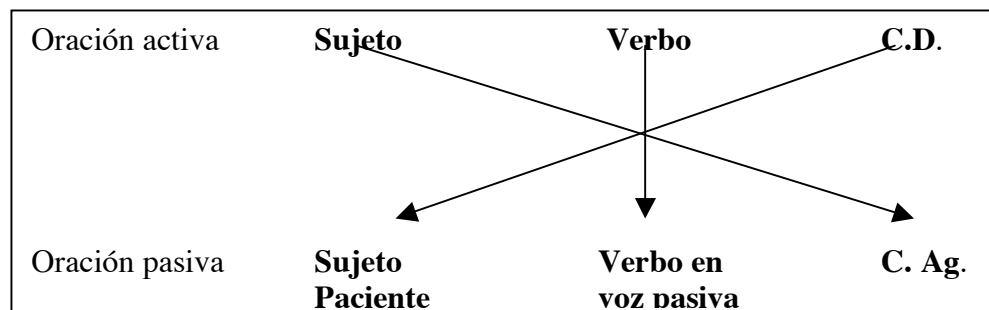 Oración activa Sujeto Verbo C.D.
Oración pasiva Sujeto Verbo en C. Ag.
Paciente voz pasiva